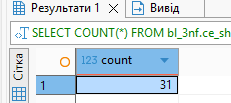 Результати 1 Вивід
SELECT COUNT(*) FROM bl_3nf.ce_sh
Сітка
123 count
1 31